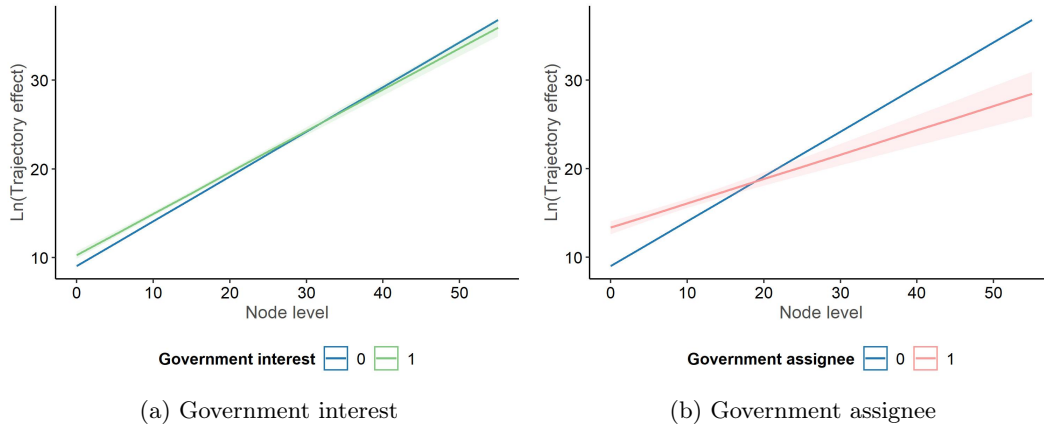 Ln(Trajectory effect)
30
20
10
0 10 20 30 40 50
Node level
Government interest 0 1
(a) Government interest
Ln(Trajectory effect)
30
20
10
0 10 20 30 40 50
Node level
Government assignee 0 1
(b) Government assignee